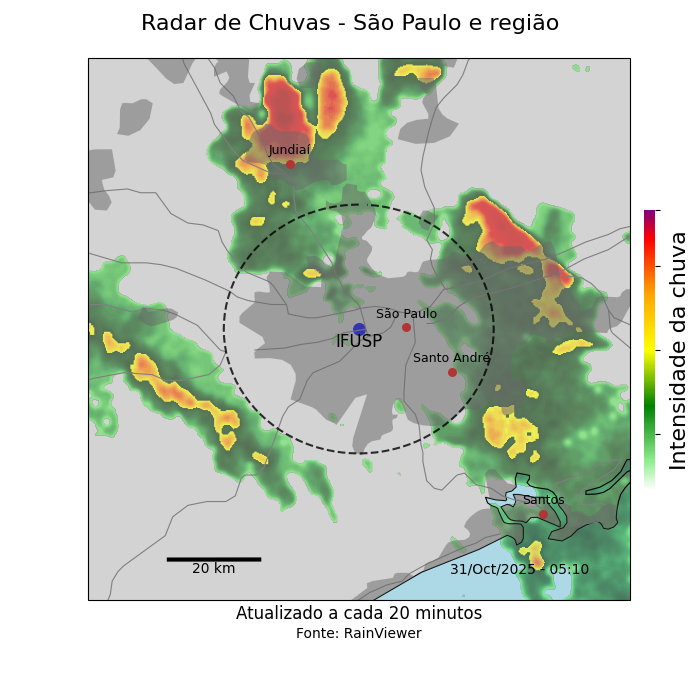 Radar de Chuvas - São Paulo e região
Jundiaí
São Paulo
IFUSP
Santo André
Santos
31/Oct/2025 - 05:10
20 km
Intensidade da chuva
Atualizado a cada 20 minutos
Fonte: RainViewer